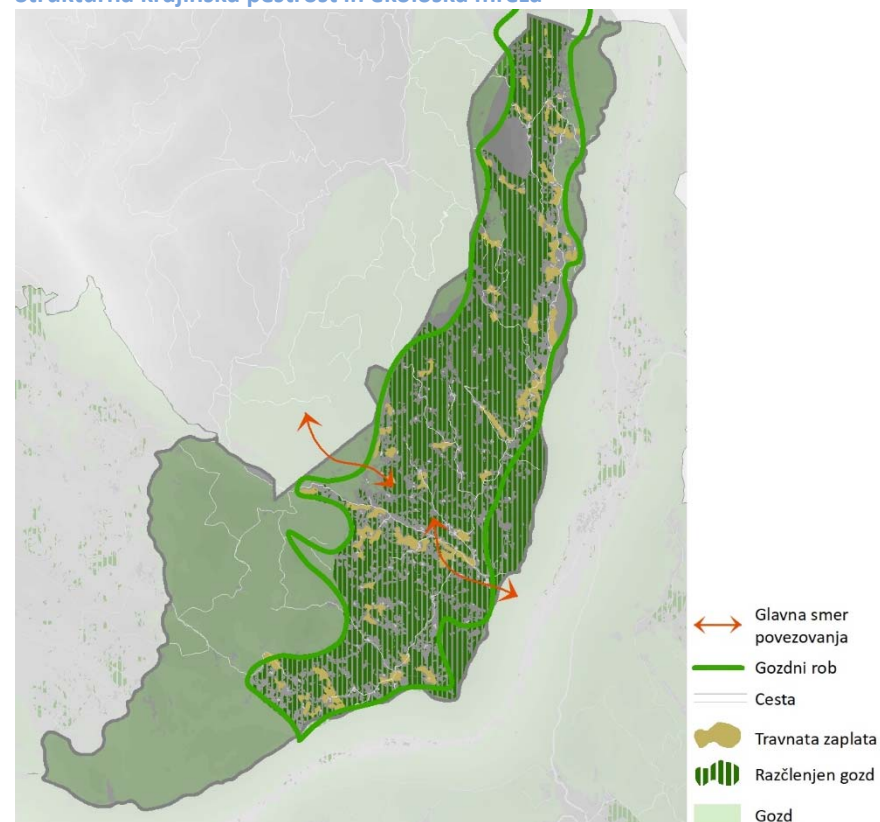 Strukturna krajinska pestrost in ekološka mreža
Glavna smer
povezovanja
Gozdni rob
Cesta
Travnata zaplata
Razčlenjen gozd
Gozd